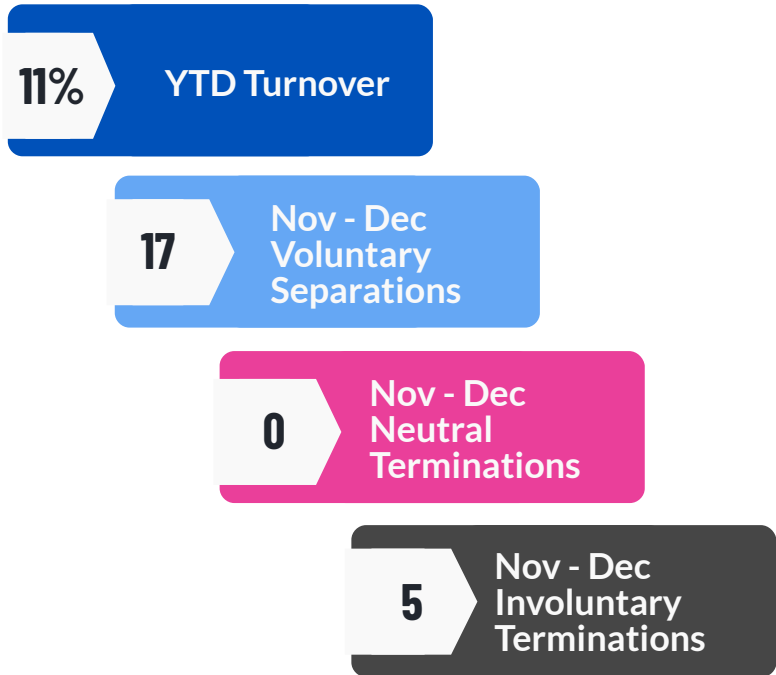 11%
YTD Turnover
17
Nov - Dec
Voluntary
Separations
0
Nov - Dec
Neutral
Terminations
5
Nov - Dec
Involuntary
Terminations